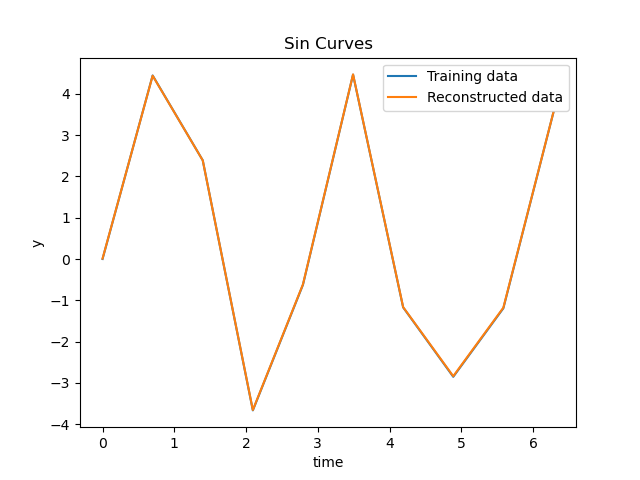 Sin Curves
Training data
Reconstructed data
4
3
2
1
0
−1
−2
−3
−4
y
0 1 2 3 4 5 6
time